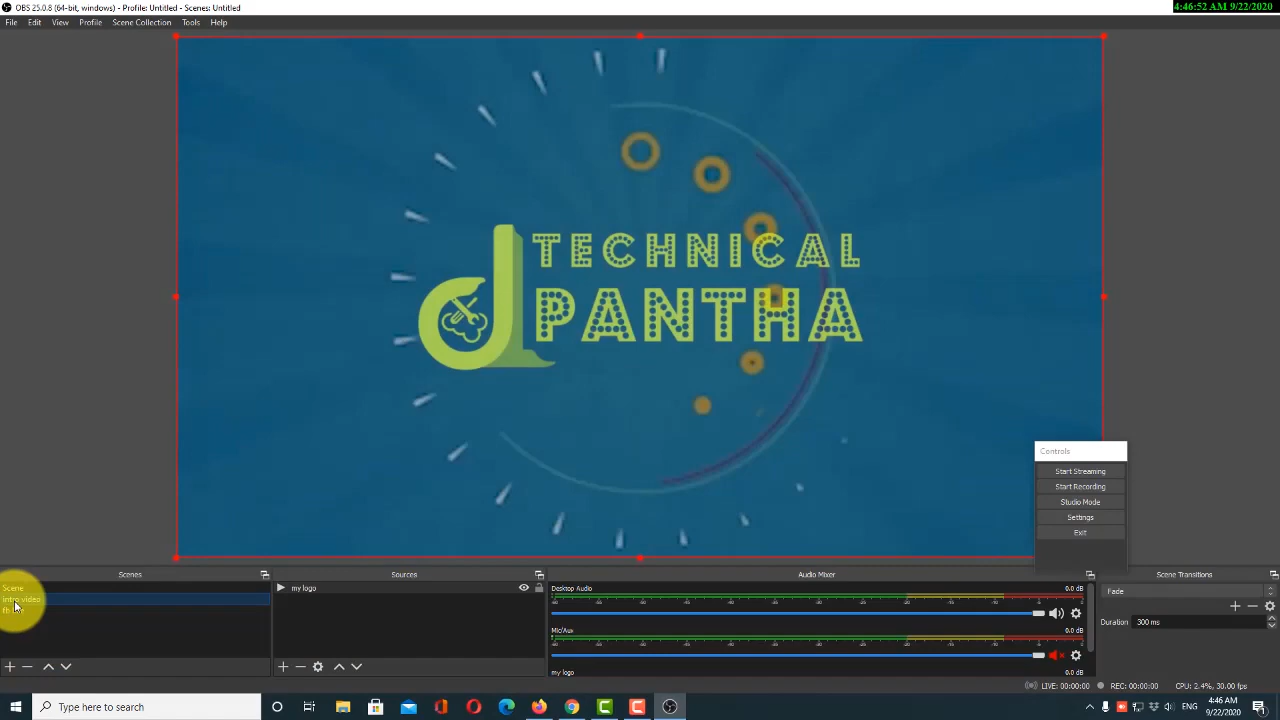 OBS 25.0.8 (64-bit, windows) - Profile: Untitled - Scenes: Untitled
4:46:52 AM 9/22/2020
File Edit View Profile Scene Collection Tools Help
TECHNICAL
PANTHA
Controls
Start Streaming
Start Recording
Studio Mode
Settings
Exit
Scenes
Scene
intro video
fb
Sources
my logo
Audio Mixer
Desktop Audio 0.0 dB
Mic/Aux 0.0 dB
my logo
Scene Transitions
Fade
Duration 300 ms
LIVE: 00:00:00 REC: 00:00:00 CPU: 2.4%, 30.00 fps
Type here to search
ENG
4:46 AM
9/22/2020